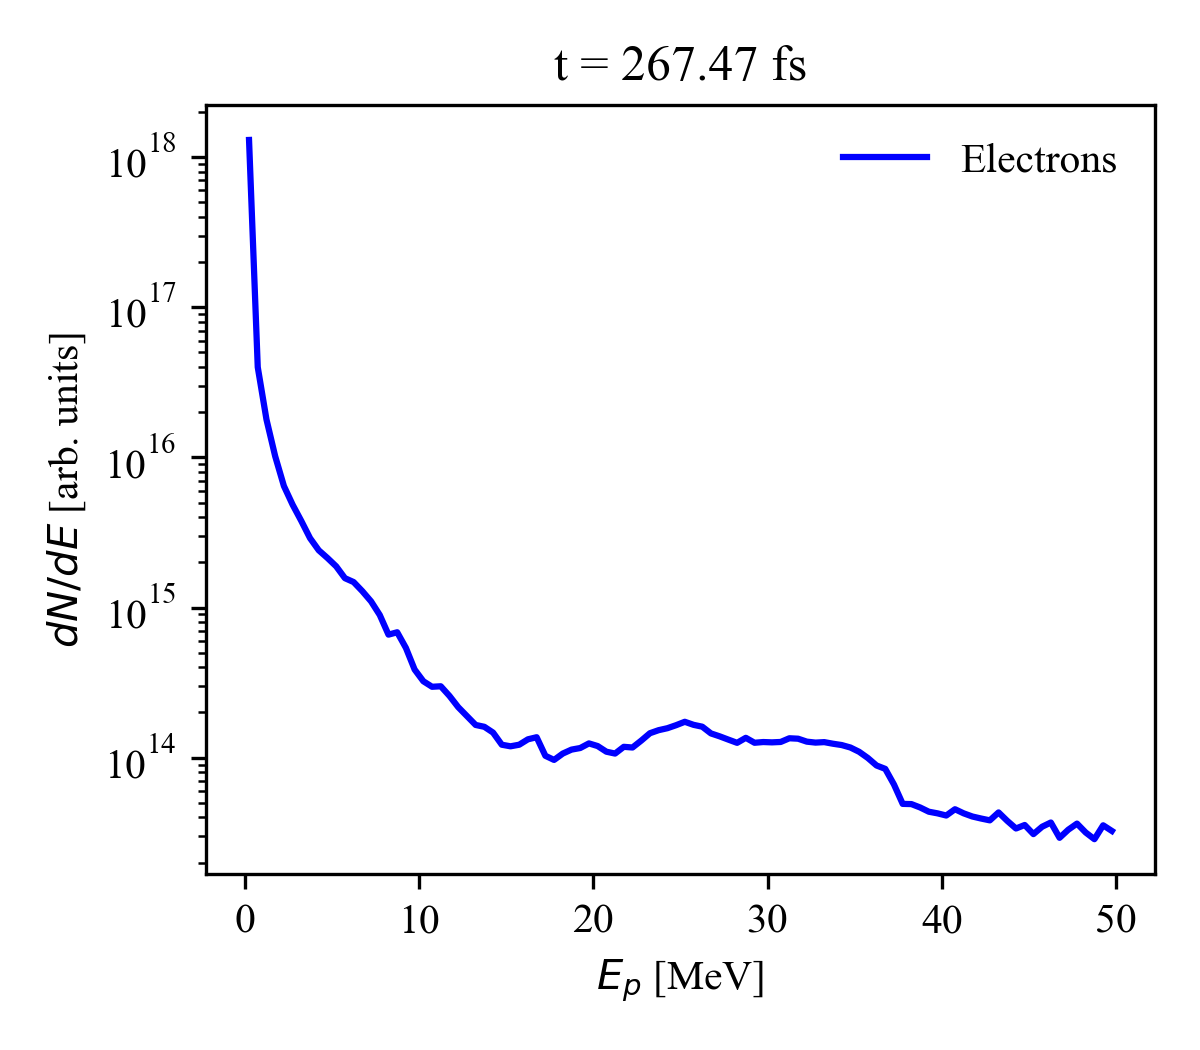 t = 267.47 fs
Electrons
10^18
10^17
10^16
10^15
10^14
dN/dE [arb. units]
0 10 20 30 40 50
E_p [MeV]